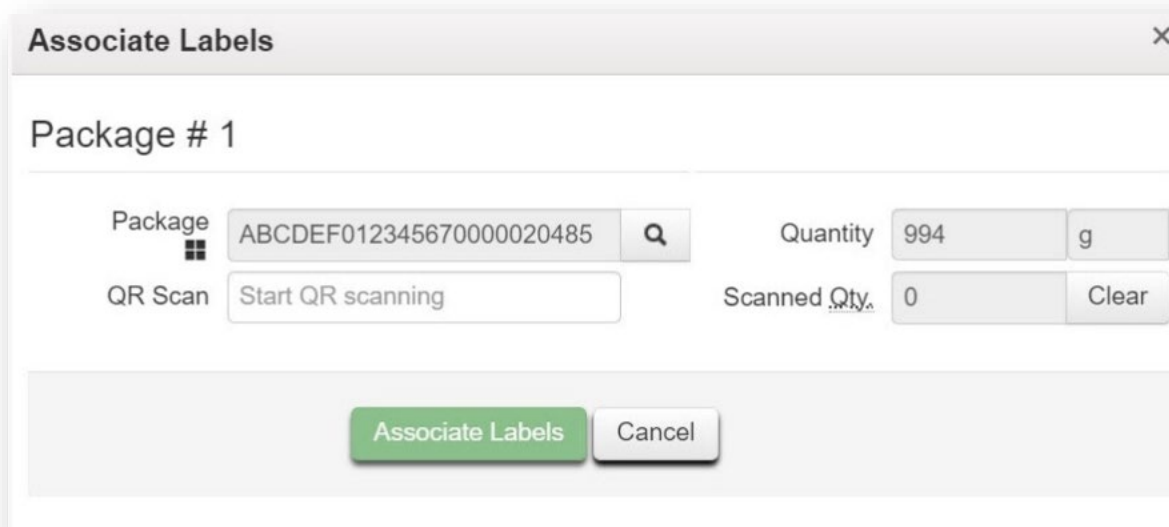 Associate Labels ×
Package # 1
Package ABCDEF012345670000020485 Quantity 994 g
QR Scan Start QR scanning Scanned Qty. 0 Clear
Associate Labels Cancel